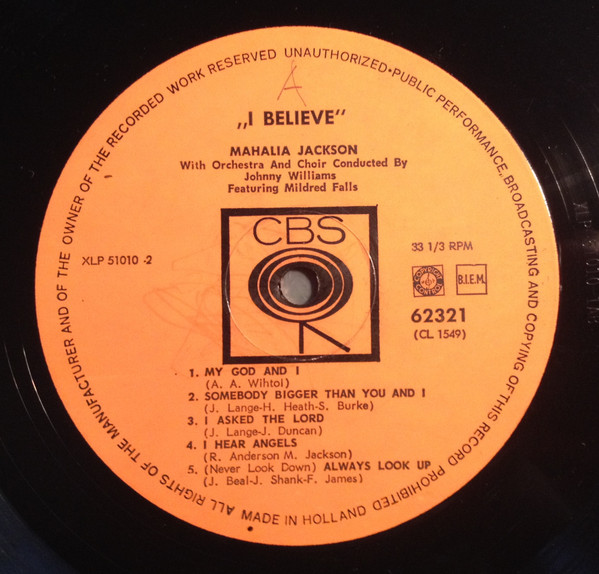 ALL RIGHTS OF THE MANUFACTURER AND OF THE OWNER OF THE RECORDED WORK RESERVED UNAUTHORIZED•PUBLIC PERFORMANCE, BROADCASTING AND COPYING OF THIS RECORD PROHIBITED
A
„I BELIEVE”
MAHALIA JACKSON
With Orchestra And Choir Conducted By
Johnny Williams
Featuring Mildred Falls
CBS
XLP 51010 -2
33 1/3 RPM
B.I.E.M.
62321
(CL. 1549)
1. MY GOD AND I
(A. A. Wihtol)
2. SOMEBODY BIGGER THAN YOU AND I
(J. Lange-H. Heath-S. Burke)
3. I ASKED THE LORD
(J. Lange-J. Duncan)
4. I HEAR ANGELS
(R. Anderson M. Jackson)
5. (Never Look Down) ALWAYS LOOK UP
(J. Beal-J. Shank-F. James)
MADE IN HOLLAND